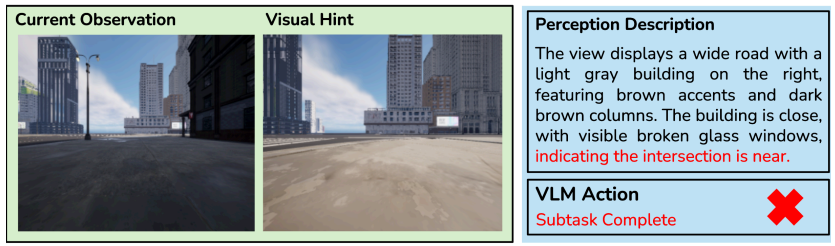 Current Observation
Visual Hint
Perception Description
The view displays a wide road with a
light gray building on the right,
featuring brown accents and dark
brown columns. The building is close,
with visible broken glass windows,
indicating the intersection is near.
VLM Action
Subtask Complete